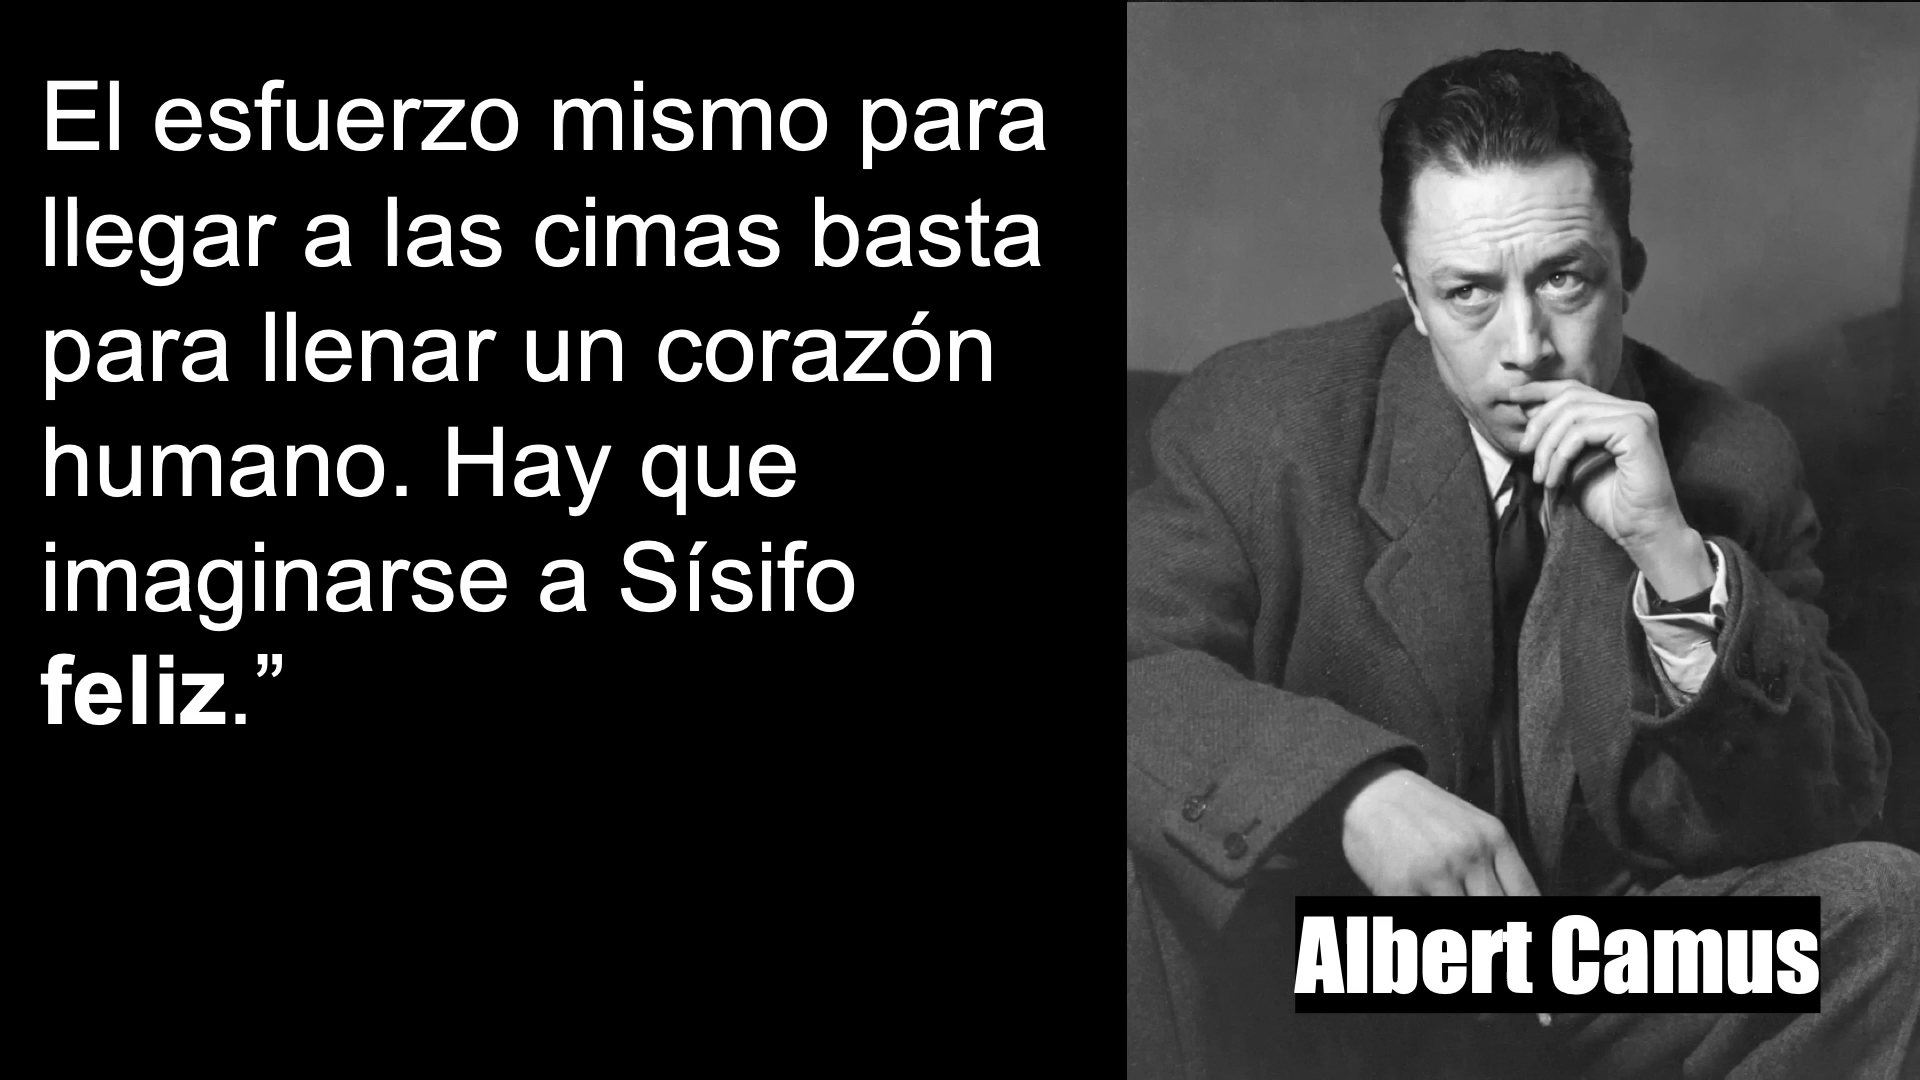 El esfuerzo mismo para
llegar a las cimas basta
para llenar un corazón
humano. Hay que
imaginarse a Sísifo
feliz.”
Albert Camus